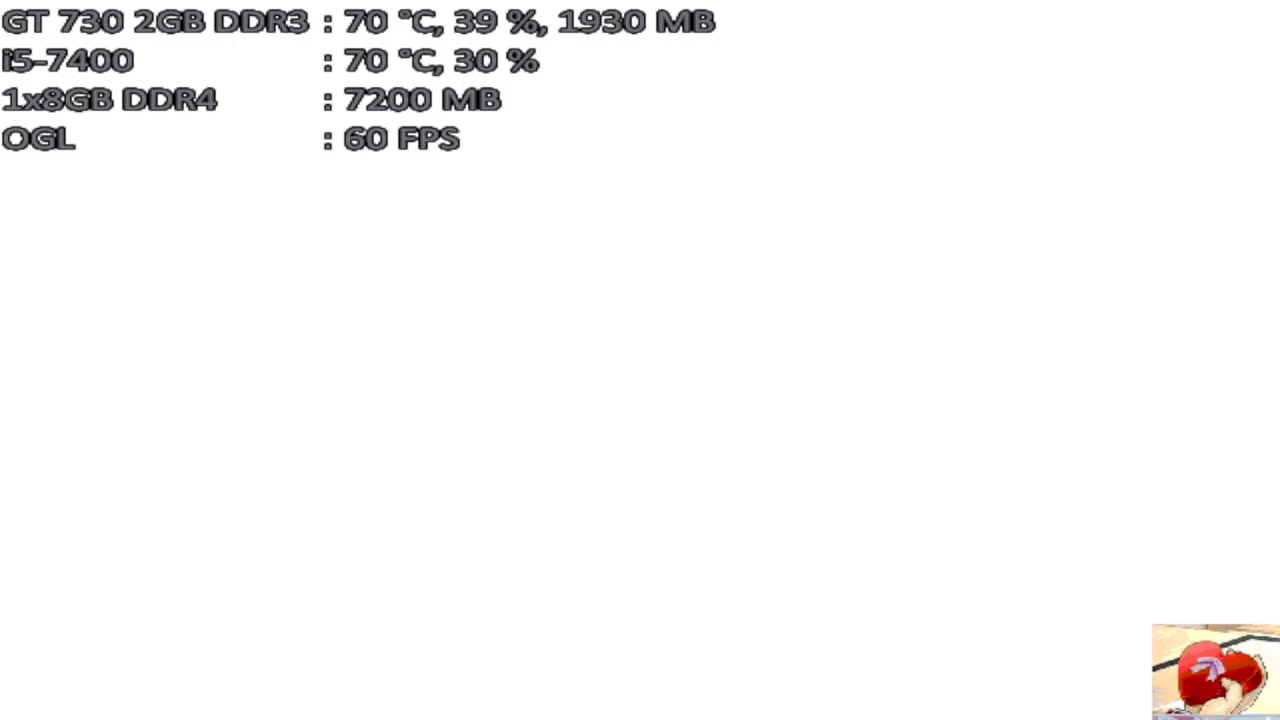 GT 730 2GB DDR3 : 70 °C, 39 %, 1930 MB
i5-7400 : 70 °C, 30 %
1x8GB DDR4 : 7200 MB
OGL : 60 FPS